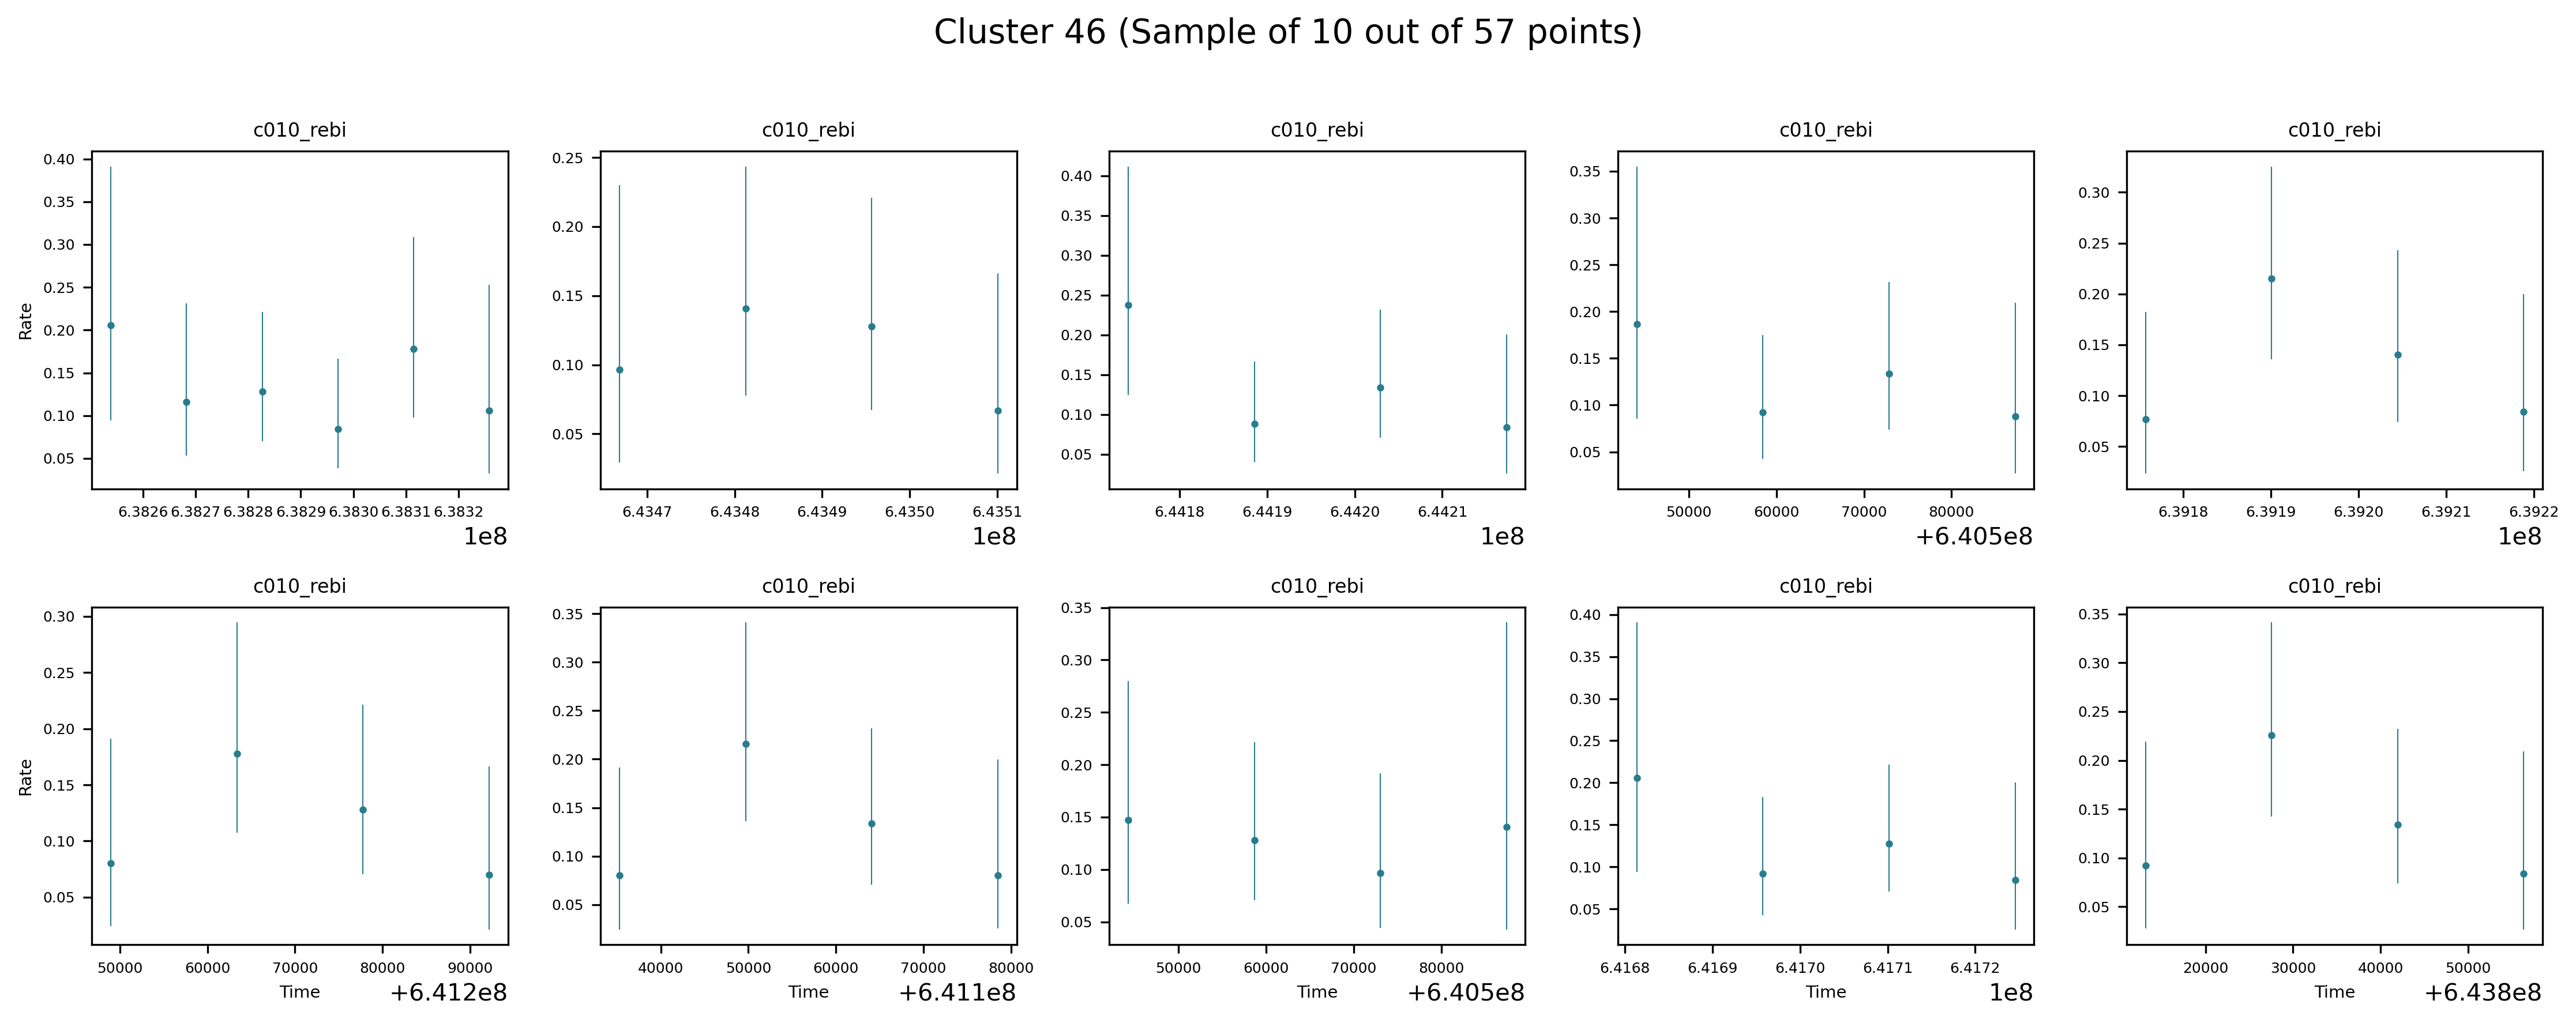 Cluster 46 (Sample of 10 out of 57 points)
c010_rebi c010_rebi c010_rebi c010_rebi c010_rebi
Rate
0.40 0.35 0.30 0.25 0.20 0.15 0.10 0.05
6.3826 6.3827 6.3828 6.3829 6.3830 6.3831 6.3832
1e8
0.25 0.20 0.15 0.10 0.05
6.4347 6.4348 6.4349 6.4350 6.4351
1e8
0.40 0.35 0.30 0.25 0.20 0.15 0.10 0.05
6.4418 6.4419 6.4420 6.4421
1e8
0.35 0.30 0.25 0.20 0.15 0.10 0.05
50000 60000 70000 80000
+6.405e8
0.30 0.25 0.20 0.15 0.10 0.05
6.3918 6.3919 6.3920 6.3921 6.3922
1e8
c010_rebi c010_rebi c010_rebi c010_rebi c010_rebi
Rate
0.30 0.25 0.20 0.15 0.10 0.05
50000 60000 70000 80000 90000
Time +6.412e8
0.35 0.30 0.25 0.20 0.15 0.10 0.05
40000 50000 60000 70000 80000
Time +6.411e8
0.35 0.30 0.25 0.20 0.15 0.10 0.05
50000 60000 70000 80000
Time +6.405e8
0.40 0.35 0.30 0.25 0.20 0.15 0.10 0.05
6.4168 6.4169 6.4170 6.4171 6.4172
Time 1e8
0.35 0.30 0.25 0.20 0.15 0.10 0.05
20000 30000 40000 50000
Time +6.438e8